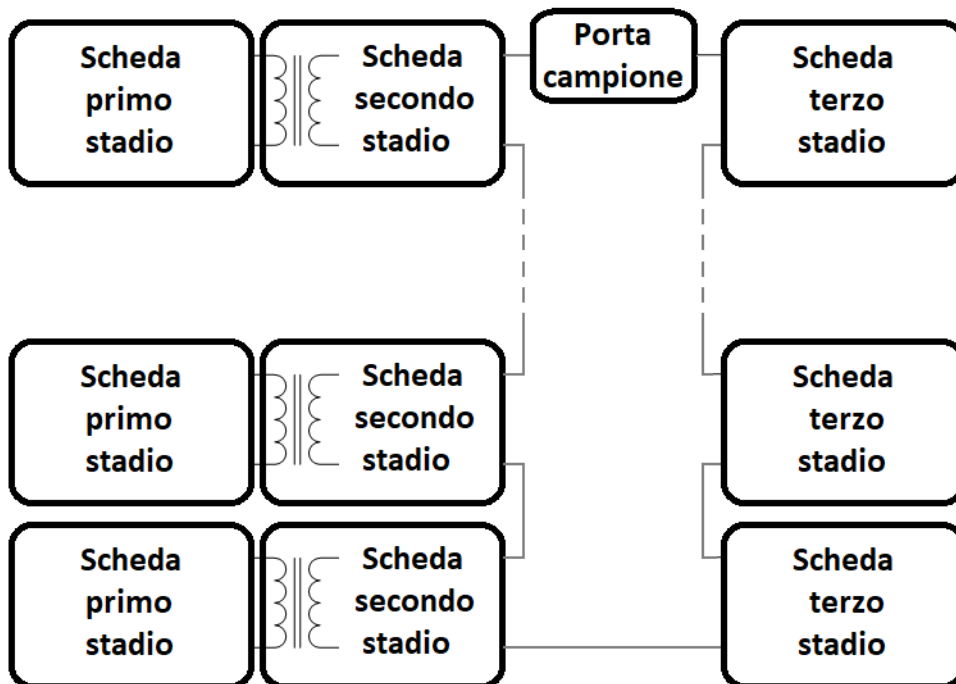 Scheda
primo
stadio
Scheda
secondo
stadio
Porta
campione
Scheda
terzo
stadio
Scheda
primo
stadio
Scheda
secondo
stadio
Scheda
terzo
stadio
Scheda
primo
stadio
Scheda
secondo
stadio
Scheda
terzo
stadio